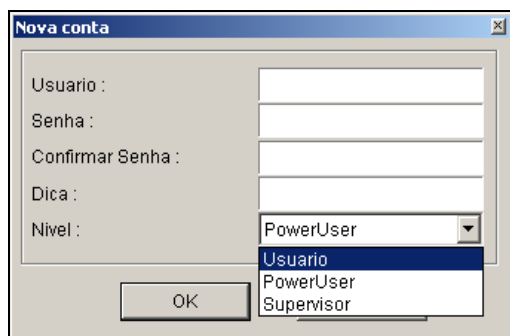 Nova conta
Usuario :
Senha :
Confirmar Senha :
Dica :
Nivel : PowerUser
Usuario
PowerUser
Supervisor
OK